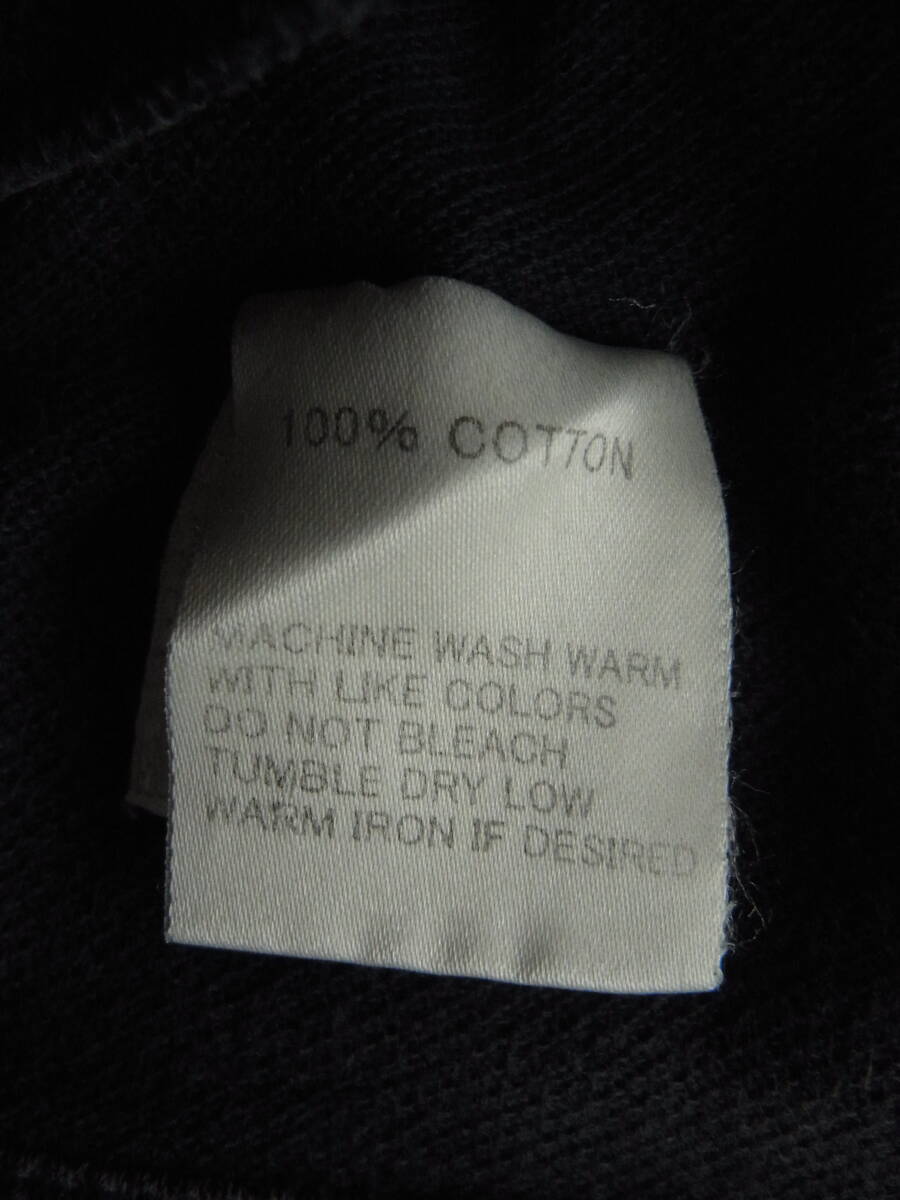 100% COTTON
MACHINE WASH WARM
WITH LIKE COLORS
DO NOT BLEACH
TUMBLE DRY LOW
WARM IRON IF DESIRED